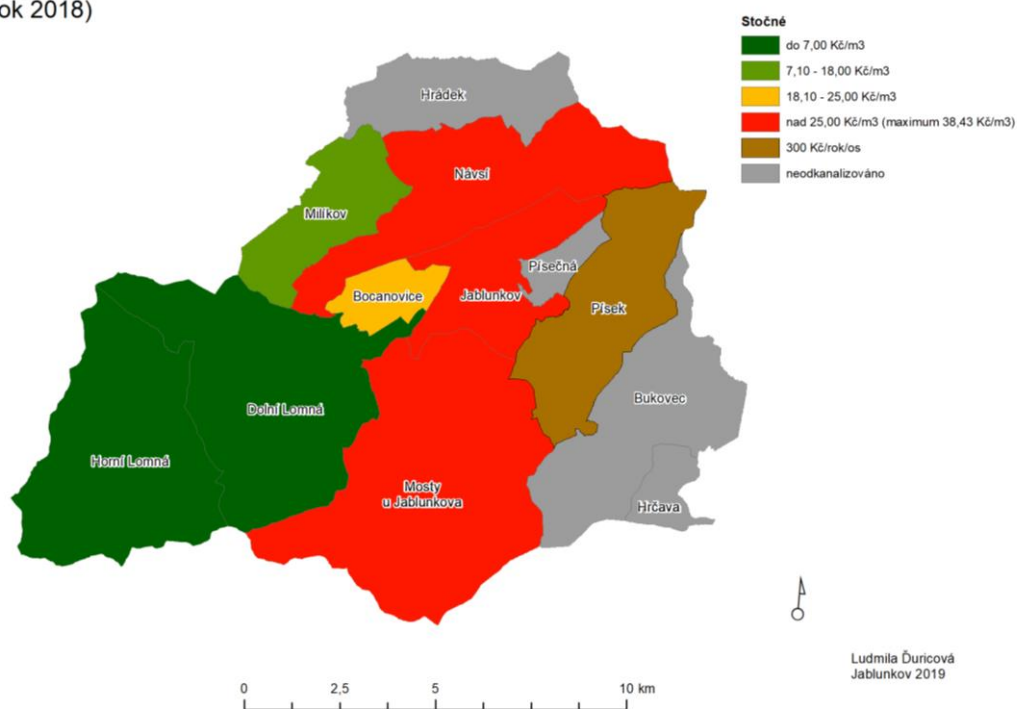 ok 2018)
Stočné
do 7,00 Kč/m3
7,10 - 18,00 Kč/m3
18,10 - 25,00 Kč/m3
nad 25,00 Kč/m3 (maximum 38,43 Kč/m3)
300 Kč/rok/os
neodkanalizováno
Hrádek
Návsí
Milíkov
Písečná
Bocanovice
Jablunkov
Písek
Bukovec
Dolní Lomná
Horní Lomná
Mosty
u Jablunkova
Hrčava
Ludmila Ďuricová
Jablunkov 2019
0 2,5 5 10 km